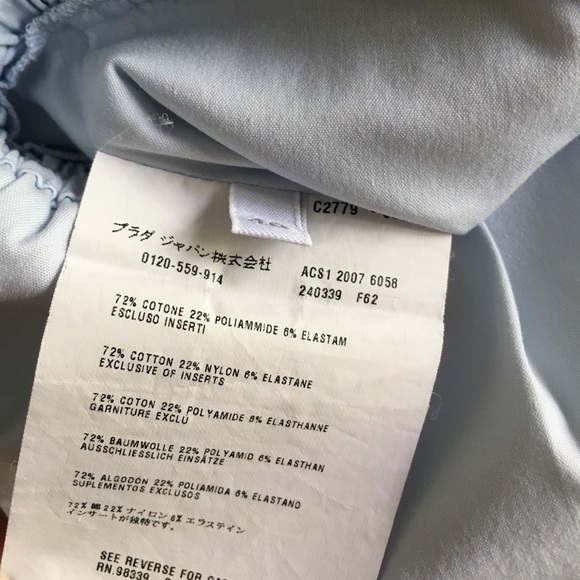 40
C2779
プラダ ジャパン株式会社
0120-559-914
ACS1 2007 6058
240339 F62
72% COTONE 22% POLIAMMIDE 6% ELASTAM
ESCLUSO INSERTI
72% COTTON 22% NYLON 6% ELASTANE
EXCLUSIVE OF INSERTS
72% COTON 22% POLYAMIDE 6% ELASTHANNE
GARNITURE EXCLU
72% BAUMWOLLE 22% POLYAMID 6% ELASTHAN
AUSSCHLIESSLICH EINSÄTZE
72% ALGODÓN 22% POLIAMIDA 6% ELASTANO
SUPLEMENTOS EXCLUSOS
72% 綿 22% ナイロン 6% エラステイン
インサートが独特です。
SEE REVERSE FOR
RN.98339